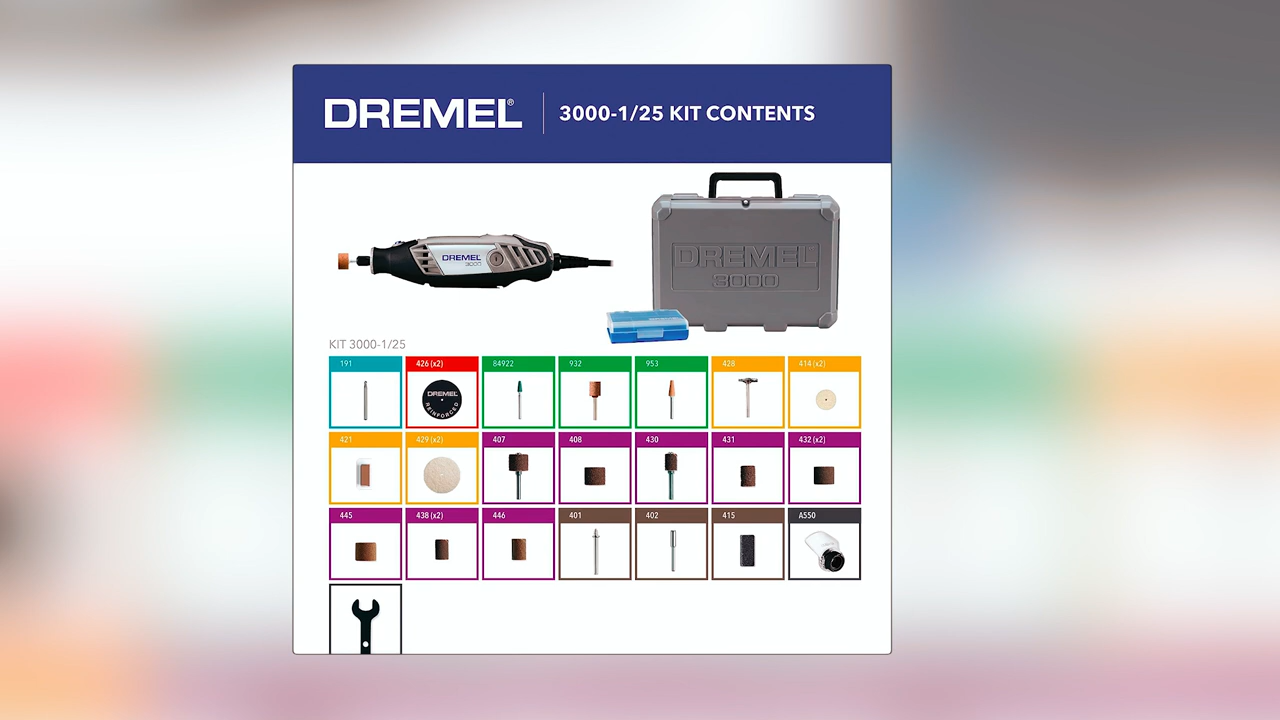 DREMEL® 3000-1/25 KIT CONTENTS
DREMEL
3000
DREMEL
3000
KIT 3000-1/25
191 426 (x2) 84922 932 953 428 414 (x2)
DREMEL
REINFORCED
421 429 (x2) 407 408 430 431 432 (x2)
445 438 (x2) 446 401 402 415 A550